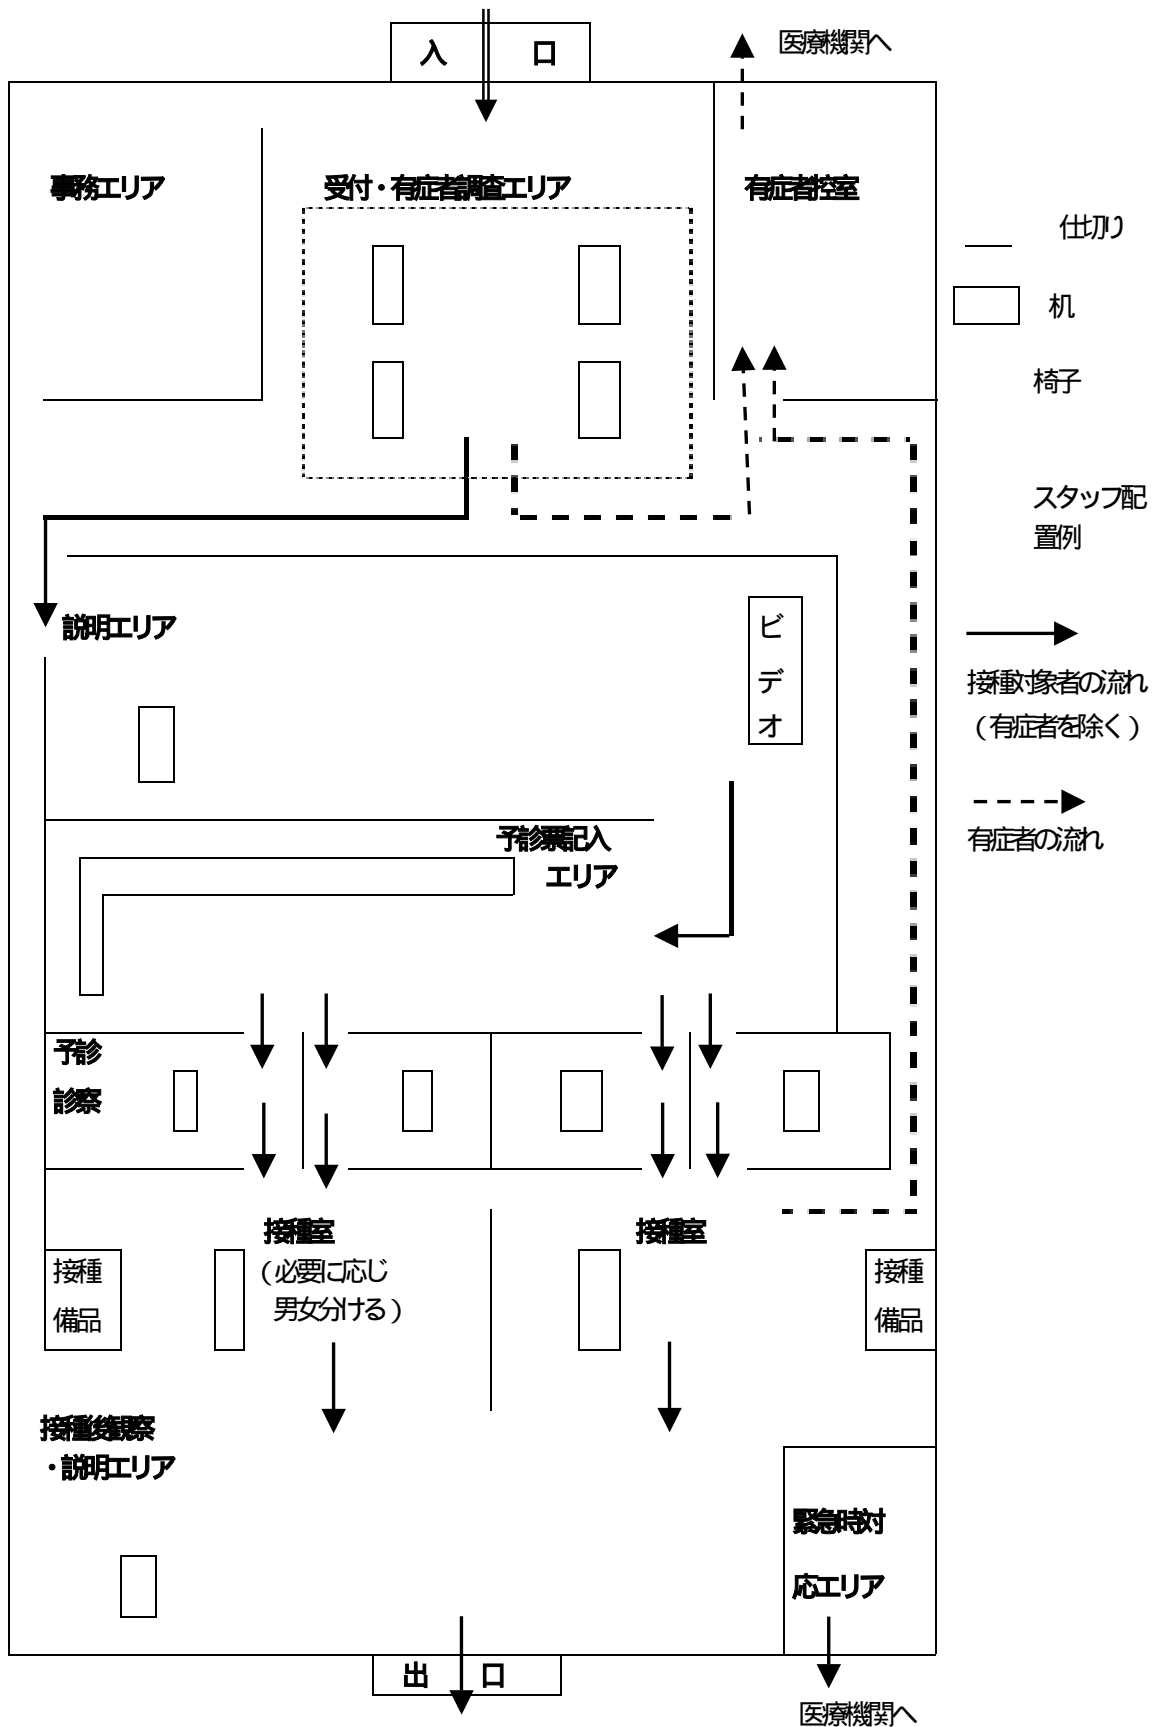 入　口
医療機関へ
事務エリア
受付・有症者調査エリア
有症者控室
仕切り
机
椅子
スタッフ配
置例
接種対象者の流れ
（有症者を除く）
有症者の流れ
説明エリア
ビ
デ
オ
予診票記入
エリア
予診
診察
接種室
（必要に応じ
男女分ける）
接種室
接種
備品
接種
備品
接種後観察
・説明エリア
緊急時対
応エリア
出　口
医療機関へ